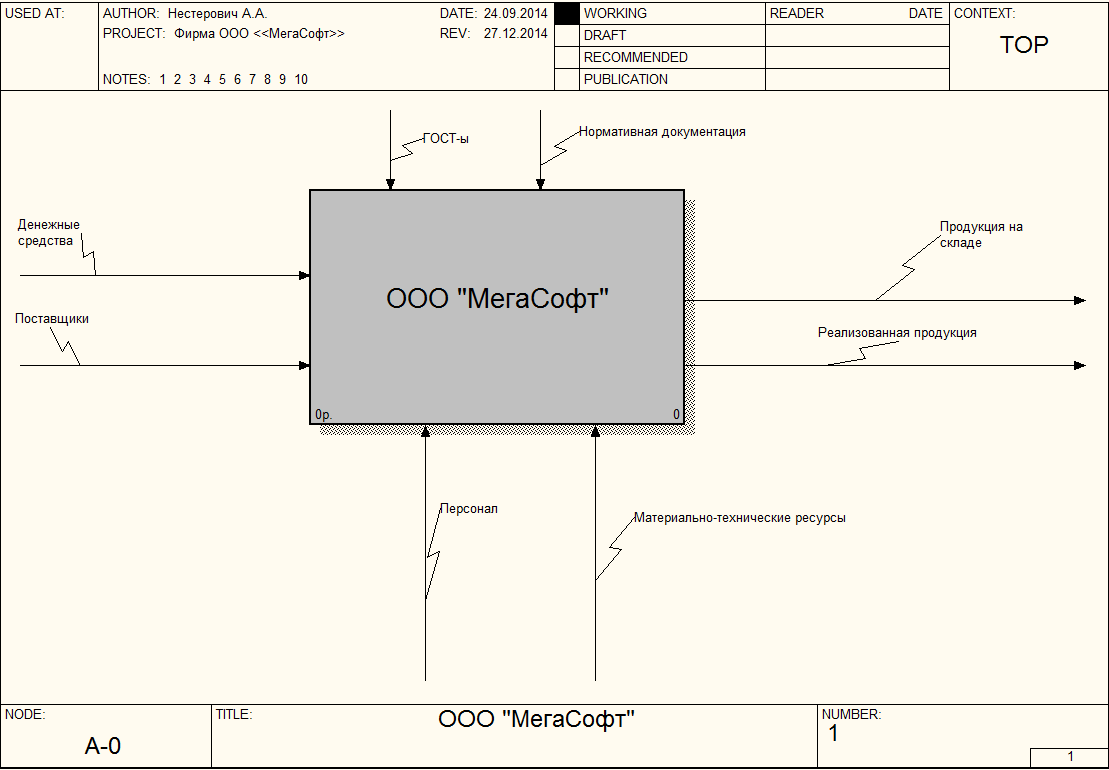 USED AT:
AUTHOR: Нестерович А.А.
DATE: 24.09.2014
PROJECT: Фирма ООО <<МегаСофт>>
REV: 27.12.2014
NOTES: 1 2 3 4 5 6 7 8 9 10
WORKING
DRAFT
RECOMMENDED
PUBLICATION
READER DATE
CONTEXT:
TOP
ГОСТ-ы
Нормативная документация
Денежные
средства
Поставщики
ООО "МегаСофт"
0р. 0
Продукция на
складе
Реализованная продукция
Персонал
Материально-технические ресурсы
NODE:
A-0
TITLE:
ООО "МегаСофт"
NUMBER:
1
1